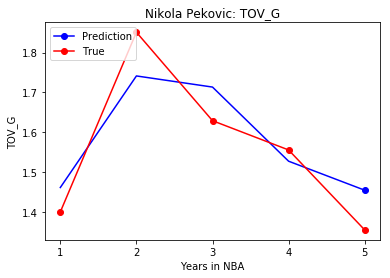 Nikola Pekovic: TOV_G
Prediction
True
1.8
1.7
1.6
1.5
1.4
TOV_G
1 2 3 4 5
Years in NBA